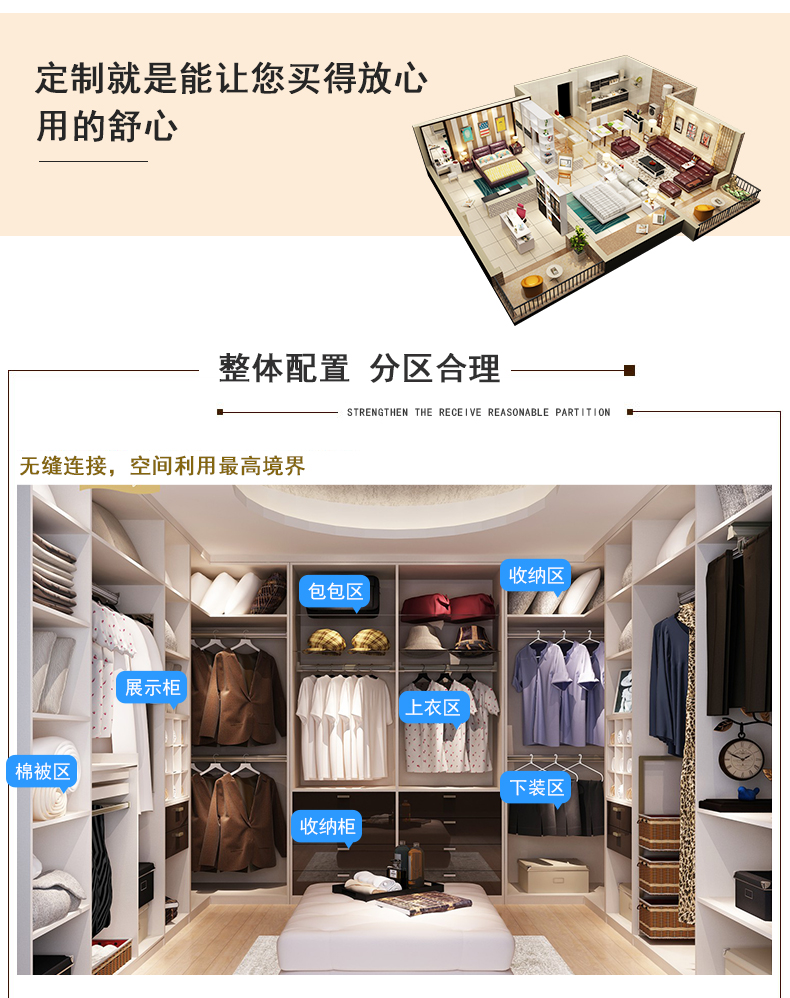 定制就是能让您买得放心
用的舒心
整体配置 分区合理
STRENGTHEN THE RECEIVE REASONABLE PARTITION
无缝连接，空间利用最高境界
包包区
收纳区
展示柜
上衣区
棉被区
下装区
收纳柜